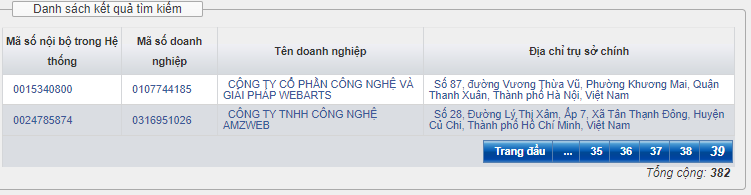 Danh sách kết quả tìm kiếm
Mã số nội bộ trong Hệ thống
Mã số doanh nghiệp
Tên doanh nghiệp
Địa chỉ trụ sở chính
0015340800
0107744185
CÔNG TY CỔ PHẦN CÔNG NGHỆ VÀ
GIẢI PHÁP WEBARTS
Số 87, đường Vương Thừa Vũ, Phường Khương Mai, Quận
Thanh Xuân, Thành phố Hà Nội, Việt Nam
0024785874
0316951026
CÔNG TY TNHH CÔNG NGHỆ
AMZWEB
Số 28, Đường Lý Thị Xâm, Ấp 7, Xã Tân Thạnh Đông, Huyện
Củ Chi, Thành phố Hồ Chí Minh, Việt Nam
Trang đầu ... 35 36 37 38 39
Tổng cộng: 382